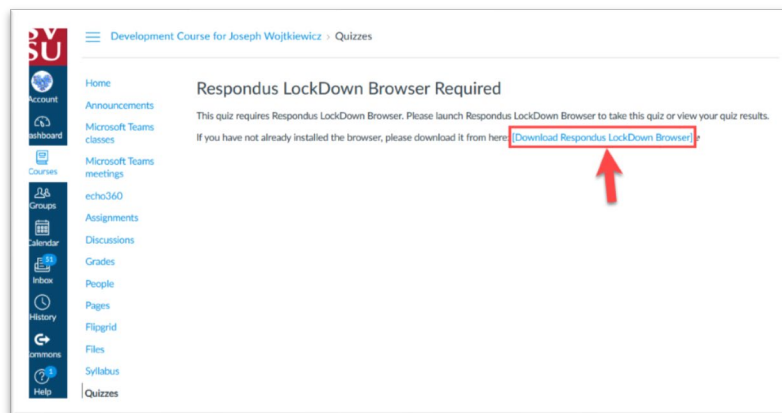 SVSU
Development Course for Joseph Wojtkiewicz › Quizzes
Account
Dashboard
Courses
Groups
Calendar
51
Inbox
History
Commons
1
Help
Home
Announcements
Microsoft Teams
classes
Microsoft Teams
meetings
echo360
Assignments
Discussions
Grades
People
Pages
Flipgrid
Files
Syllabus
Quizzes
Respondus LockDown Browser Required
This quiz requires Respondus LockDown Browser. Please launch Respondus LockDown Browser to take this quiz or view your quiz results.
If you have not already installed the browser, please download it from here: [Download Respondus LockDown Browser]